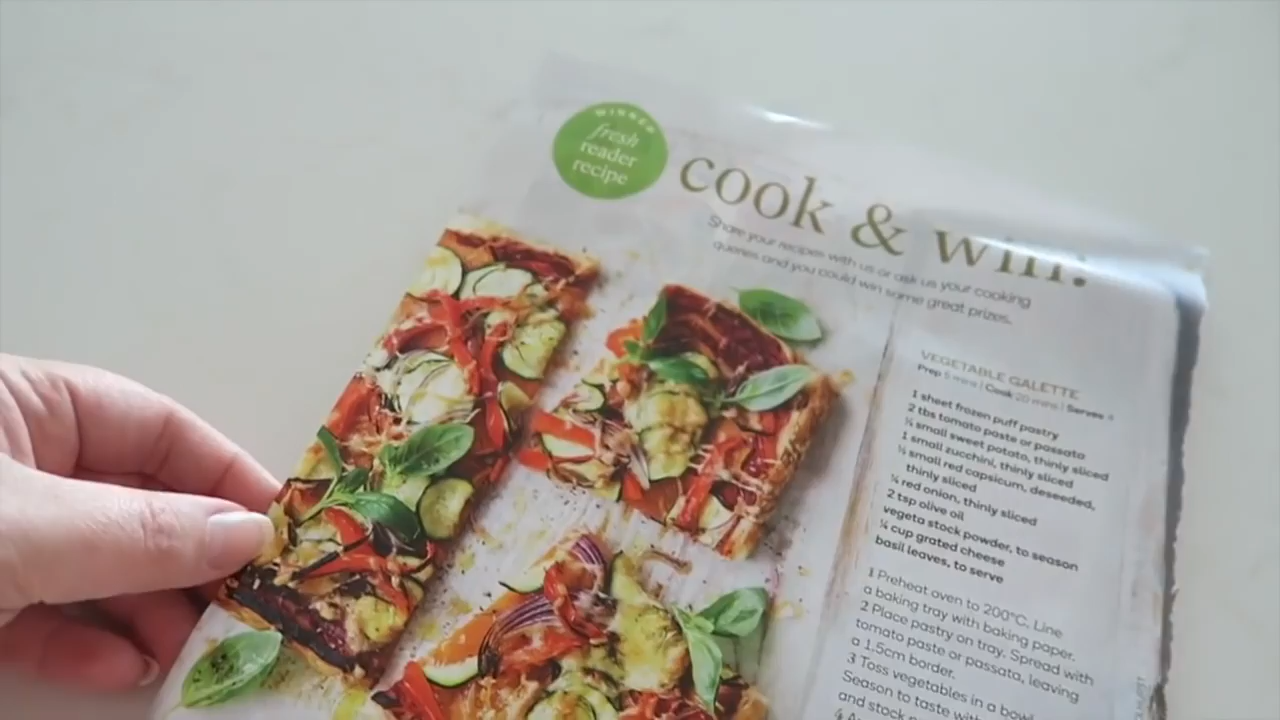 WINNER
fresh
reader
recipe
cook & win!
Share your recipes with us or ask us your cooking
queries and you could win some great prizes.
VEGETABLE GALETTE
Prep 5 mins | Cook 20 mins | Serves 4
1 sheet frozen puff pastry
2 tbs tomato paste or passata
½ small sweet potato, thinly sliced
1 small zucchini, thinly sliced
½ small red capsicum, deseeded,
thinly sliced
¼ red onion, thinly sliced
2 tsp olive oil
vegeta stock powder, to season
¼ cup grated cheese
basil leaves, to serve
1 Preheat oven to 200°C. Line
a baking tray with baking paper.
2 Place pastry on tray. Spread with
tomato paste or passata, leaving
a 1.5cm border.
3 Toss vegetables in a bowl.
Season to taste with
and stock